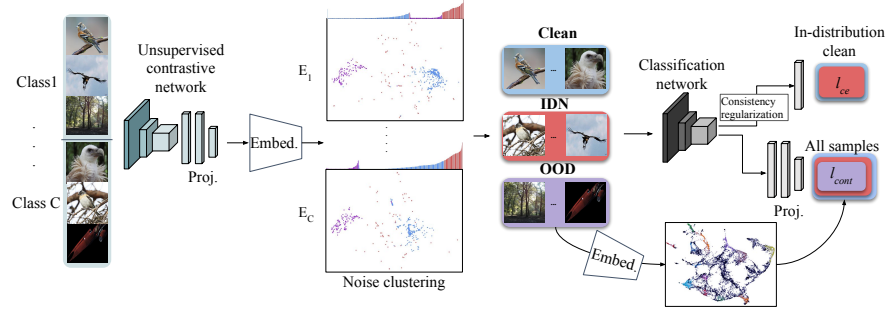 Class1
.
.
.
Class C
Unsupervised
contrastive
network
Proj.
Embed.
E1
.
.
.
EC
Noise clustering
Clean
...
IDN
...
OOD
...
Embed.
Classification
network
Consistency
regularization
In-distribution
clean
lce
All samples
lcont
Proj.